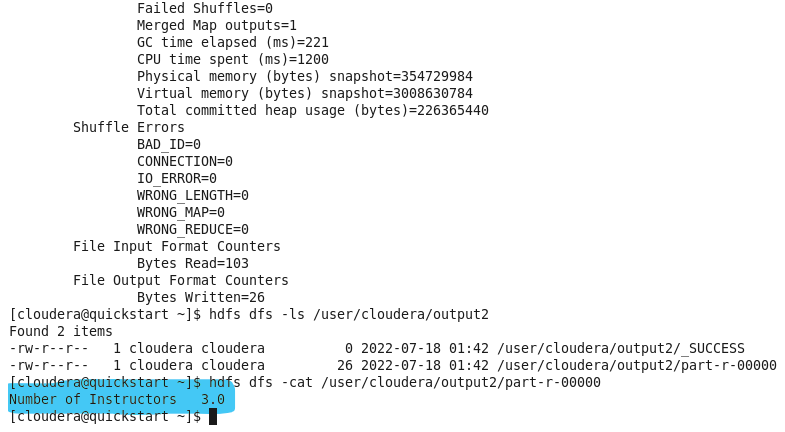 Failed Shuffles=0
Merged Map outputs=1
GC time elapsed (ms)=221
CPU time spent (ms)=1200
Physical memory (bytes) snapshot=354729984
Virtual memory (bytes) snapshot=3008630784
Total committed heap usage (bytes)=226365440
Shuffle Errors
BAD_ID=0
CONNECTION=0
IO_ERROR=0
WRONG_LENGTH=0
WRONG_MAP=0
WRONG_REDUCE=0
File Input Format Counters
Bytes Read=103
File Output Format Counters
Bytes Written=26
[cloudera@quickstart ~]$ hdfs dfs -ls /user/cloudera/output2
Found 2 items
-rw-r--r--   1 cloudera cloudera          0 2022-07-18 01:42 /user/cloudera/output2/_SUCCESS
-rw-r--r--   1 cloudera cloudera         26 2022-07-18 01:42 /user/cloudera/output2/part-r-00000
[cloudera@quickstart ~]$ hdfs dfs -cat /user/cloudera/output2/part-r-00000
Number of Instructors   3.0
[cloudera@quickstart ~]$